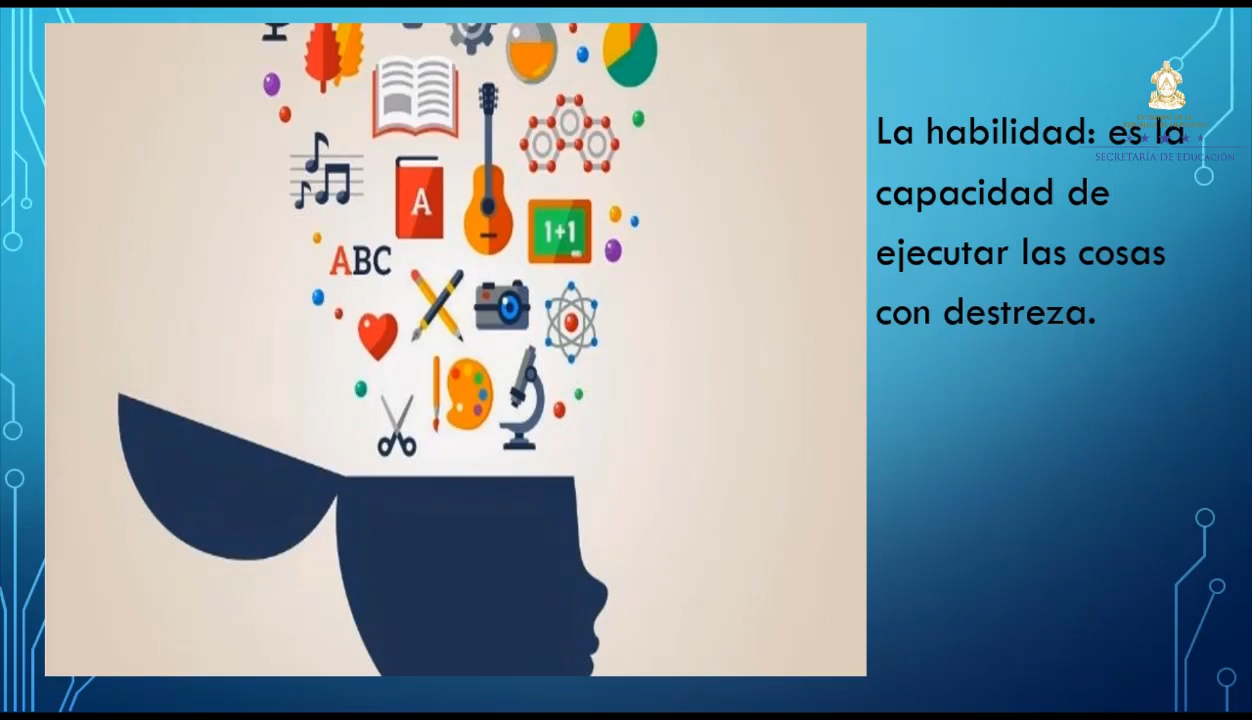 La habilidad: es la
capacidad de
ejecutar las cosas
con destreza.
SECRETARÍA DE EDUCACIÓN
A
1+1
ABC